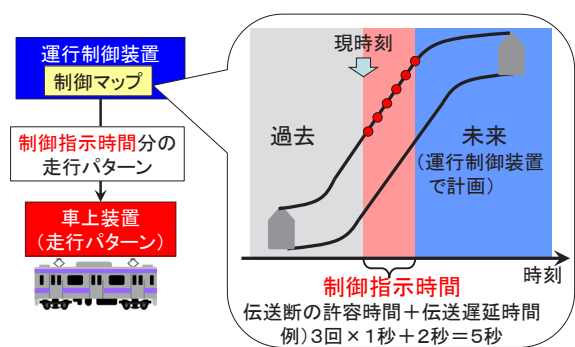 運行制御装置
制御マップ
制御指示時間分の
走行パターン
車上装置
(走行パターン)
現時刻
過去
未来
(運行制御装置
で計画)
時刻
制御指示時間
伝送断の許容時間+伝送遅延時間
例)3回×1秒+2秒=5秒